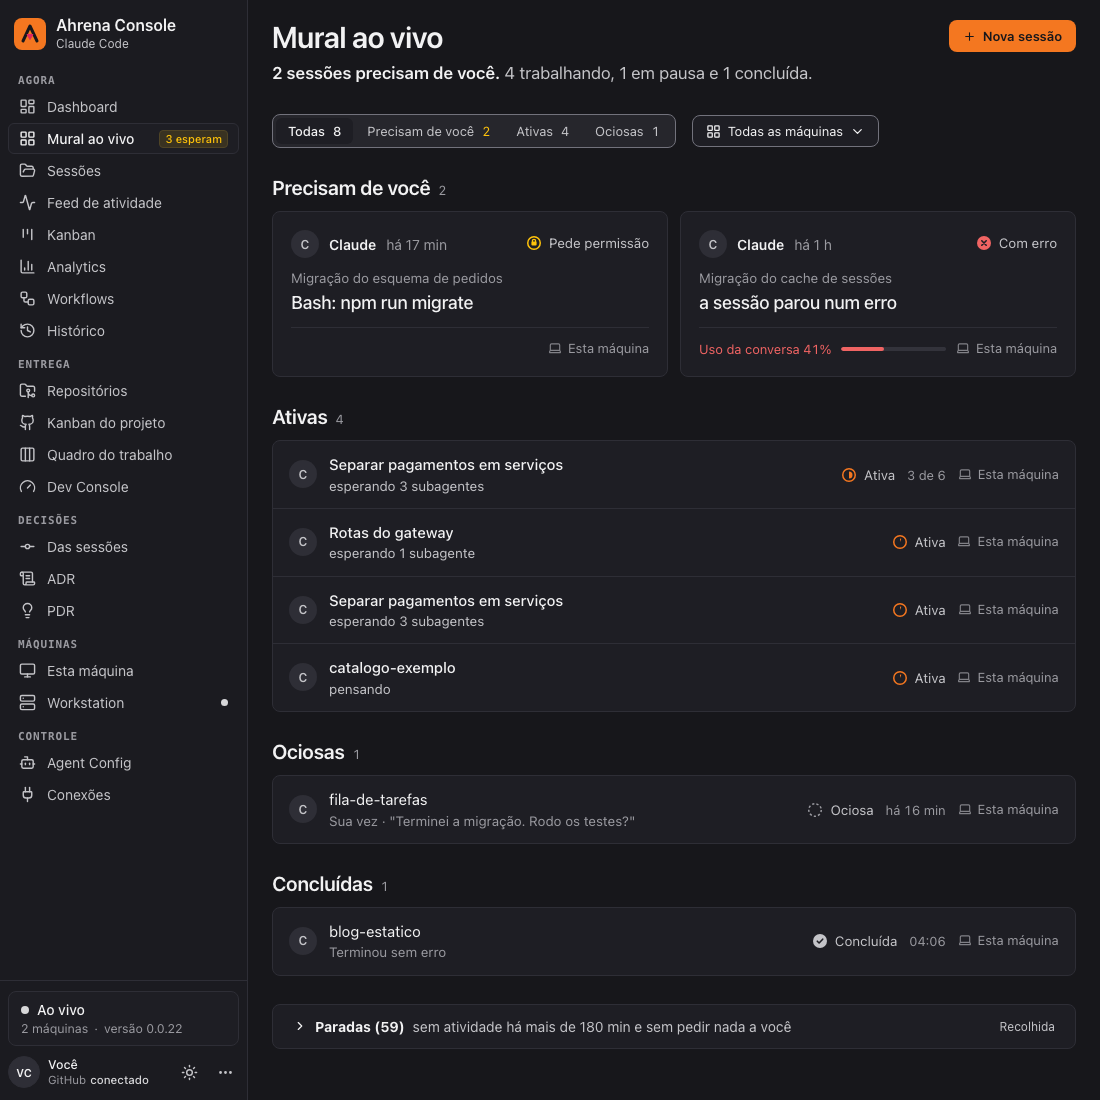 Ahrena Console
Claude Code
AGORA
Dashboard
Mural ao vivo 3 esperam
Sessões
Feed de atividade
Kanban
Analytics
Workflows
Histórico
ENTREGA
Repositórios
Kanban do projeto
Quadro do trabalho
Dev Console
DECISÕES
Das sessões
ADR
PDR
MÁQUINAS
Esta máquina
Workstation
CONTROLE
Agent Config
Conexões
Ao vivo
2 máquinas · versão 0.0.22
VC
Você
GitHub conectado
Mural ao vivo
+ Nova sessão
2 sessões precisam de você. 4 trabalhando, 1 em pausa e 1 concluída.
Todas 8 Precisam de você 2 Ativas 4 Ociosas 1
Todas as máquinas
Precisam de você 2
C Claude há 17 min Pede permissão
Migração do esquema de pedidos
Bash: npm run migrate
Esta máquina
C Claude há 1 h Com erro
Migração do cache de sessões
a sessão parou num erro
Uso da conversa 41% Esta máquina
Ativas 4
C
Separar pagamentos em serviços
esperando 3 subagentes
Ativa 3 de 6 Esta máquina
C
Rotas do gateway
esperando 1 subagente
Ativa Esta máquina
C
Separar pagamentos em serviços
esperando 3 subagentes
Ativa Esta máquina
C
catalogo-exemplo
pensando
Ativa Esta máquina
Ociosas 1
C
fila-de-tarefas
Sua vez · "Terminei a migração. Rodo os testes?"
Ociosa há 16 min Esta máquina
Concluídas 1
C
blog-estatico
Terminou sem erro
Concluída 04:06 Esta máquina
Paradas (59) sem atividade há mais de 180 min e sem pedir nada a você Recolhida